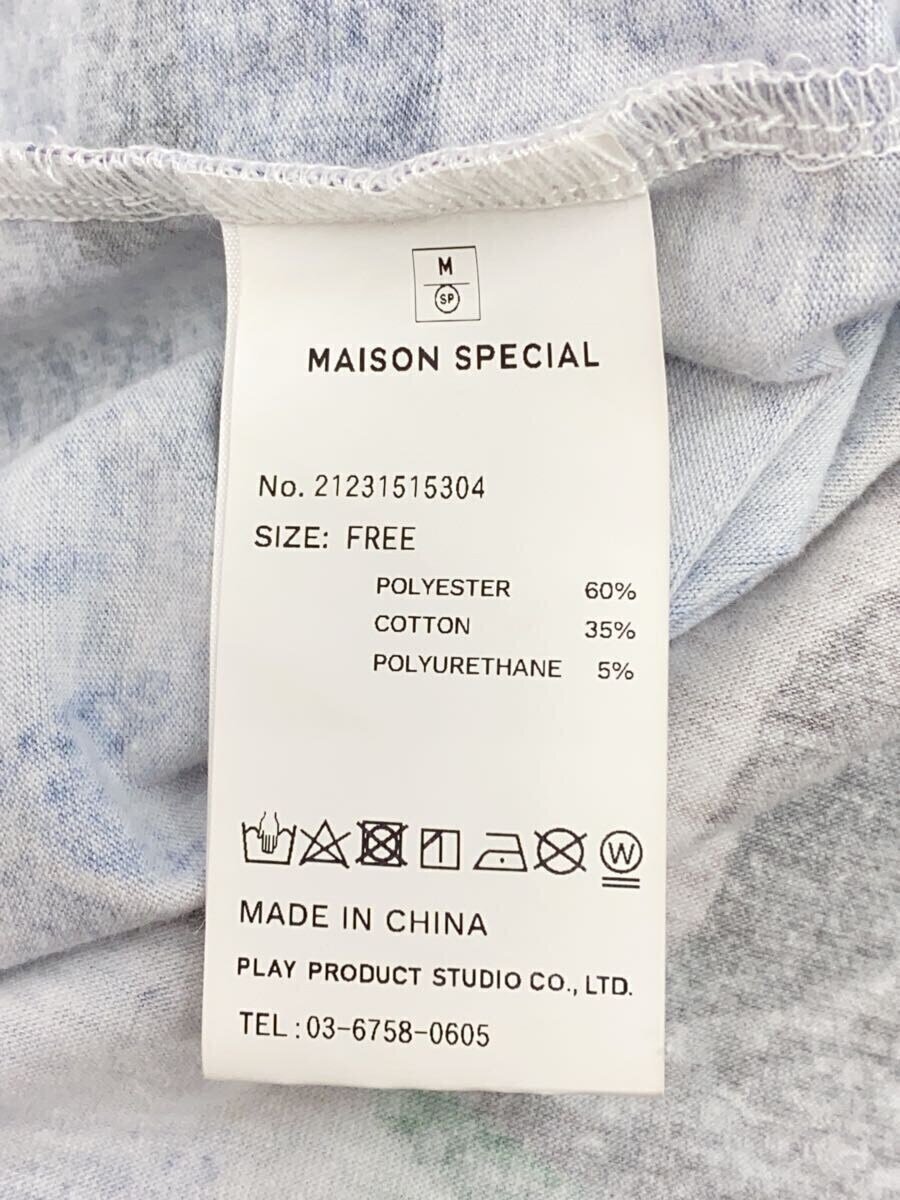 M
SP
MAISON SPECIAL
No. 21231515304
SIZE: FREE
POLYESTER 60%
COTTON 35%
POLYURETHANE 5%
W
MADE IN CHINA
PLAY PRODUCT STUDIO CO., LTD.
TEL : 03-6758-0605